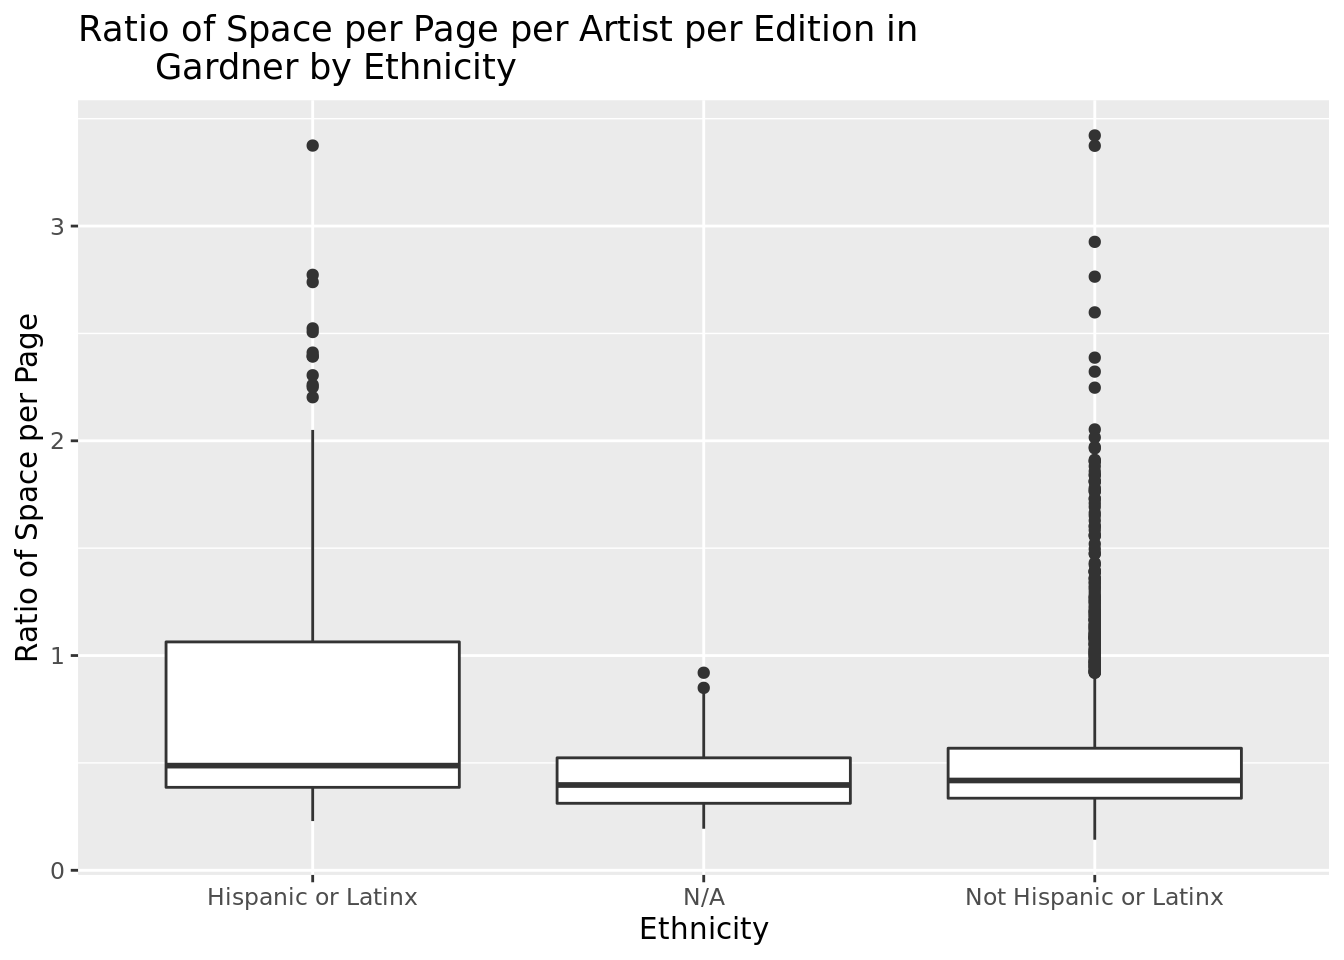 Ratio of Space per Page per Artist per Edition in
Gardner by Ethnicity
Ratio of Space per Page
3
2
1
0
Hispanic or Latinx
N/A
Not Hispanic or Latinx
Ethnicity